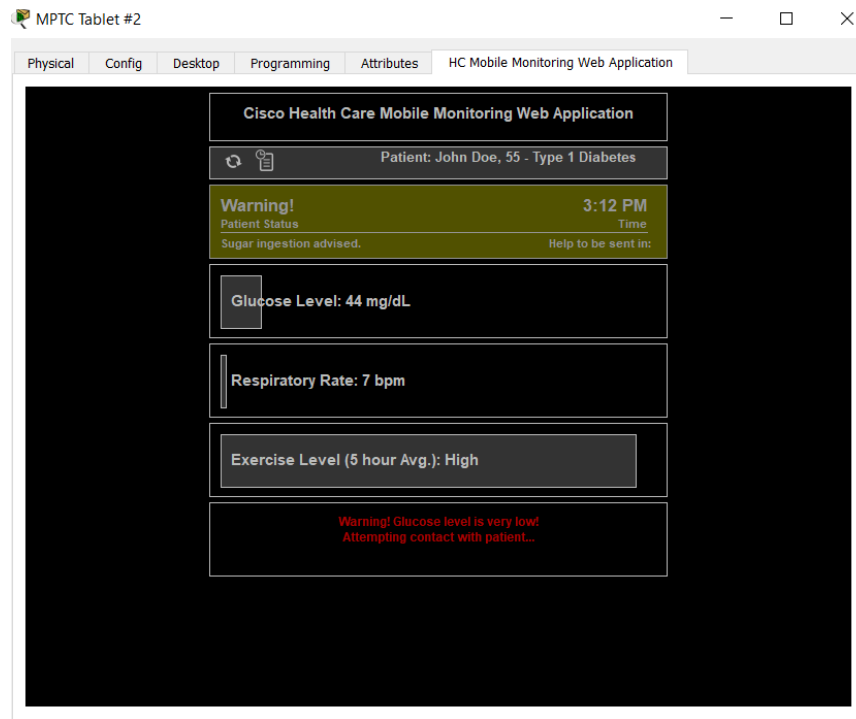 MPTC Tablet #2
Physical Config Desktop Programming Attributes HC Mobile Monitoring Web Application
Cisco Health Care Mobile Monitoring Web Application
Patient: John Doe, 55 - Type 1 Diabetes
Warning! 3:12 PM
Patient Status Time
Sugar ingestion advised. Help to be sent in:
Glucose Level: 44 mg/dL
Respiratory Rate: 7 bpm
Exercise Level (5 hour Avg.): High
Warning! Glucose level is very low!
Attempting contact with patient...